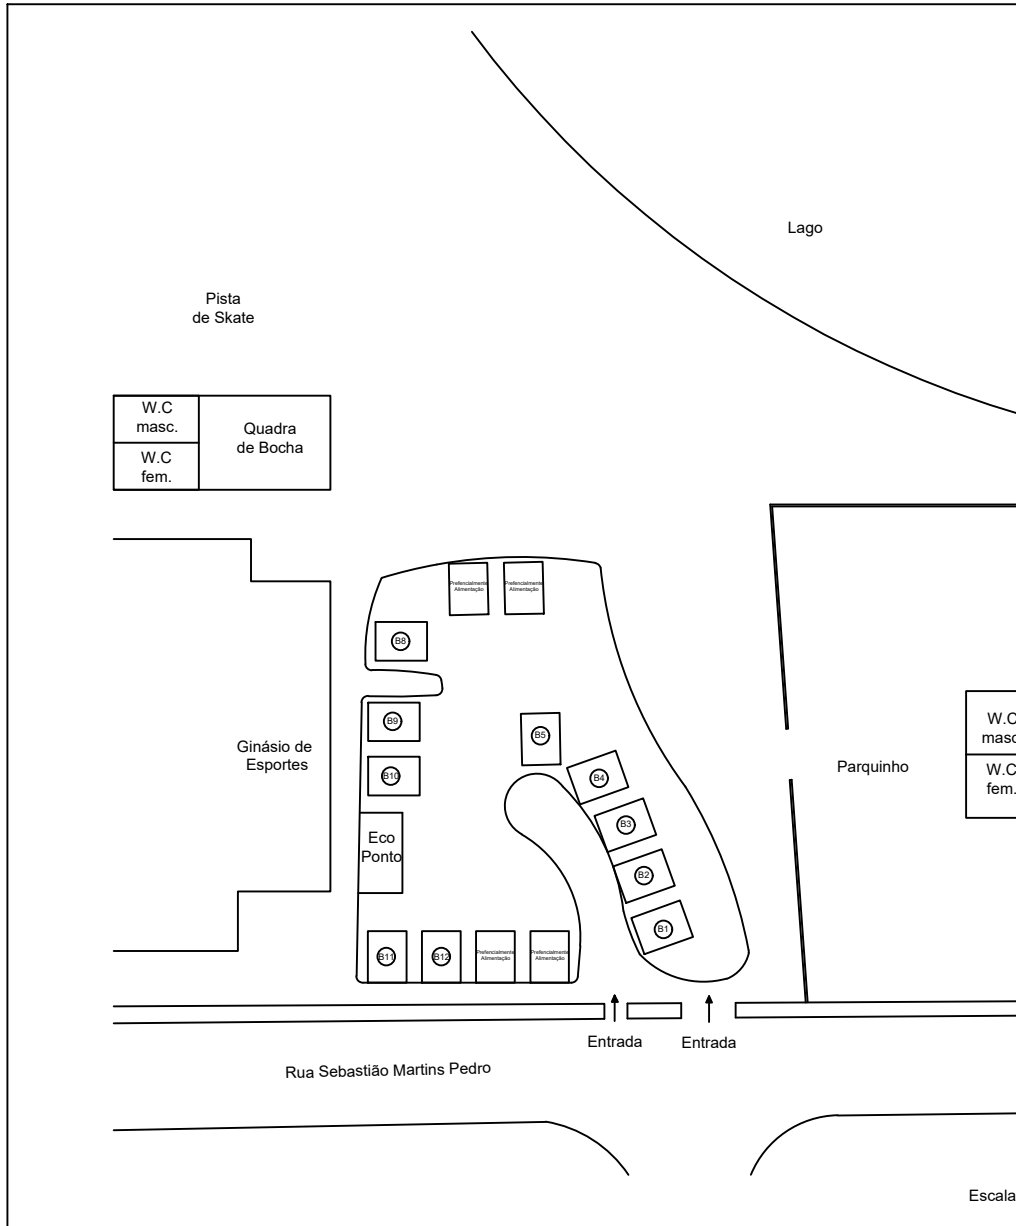 Lago
Pista
de Skate
W.C
masc.
Quadra
de Bocha
W.C
fem.
Prefencialmente
Alimentação
Prefencialmente
Alimentação
B8
B9
B5
W.C
masc
Ginásio de
Esportes
B10
B4
Parquinho
W.C
fem.
B3
Eco
Ponto
B2
B1
B11
B12
Prefencialmente
Alimentação
Prefencialmente
Alimentação
Entrada
Entrada
Rua Sebastião Martins Pedro
Escala